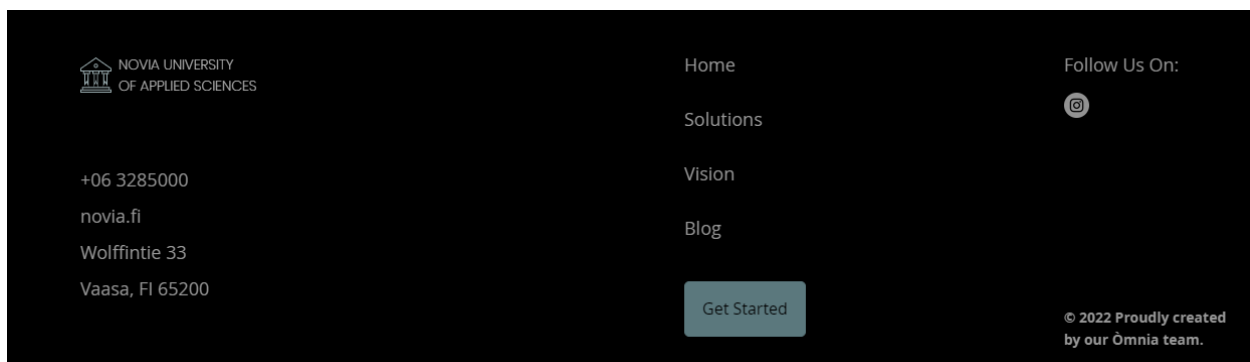 NOVIA UNIVERSITY
OF APPLIED SCIENCES
+06 3285000
novia.fi
Wolffintie 33
Vaasa, FI 65200
Home
Solutions
Vision
Blog
Get Started
Follow Us On:
© 2022 Proudly created
by our Òmnia team.